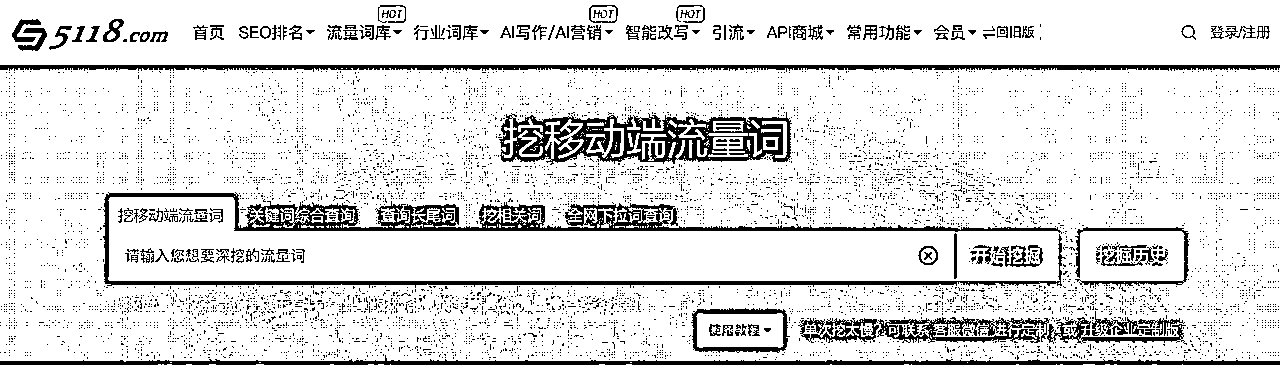 HOT HOT HOT
5118.com 首页 SEO排名 流量词库 行业词库 AI写作/AI营销 智能改写 引流 API商城 常用功能 会员 ⇌回旧版 登录/注册
挖移动端流量词
挖移动端流量词 关键词综合查询 查询长尾词 挖相关词 全网下拉词查询
请输入您想要深挖的流量词 开始挖掘 挖掘历史
使用教程 单次挖太慢?可联系 客服微信 进行定制,或 升级企业定制版